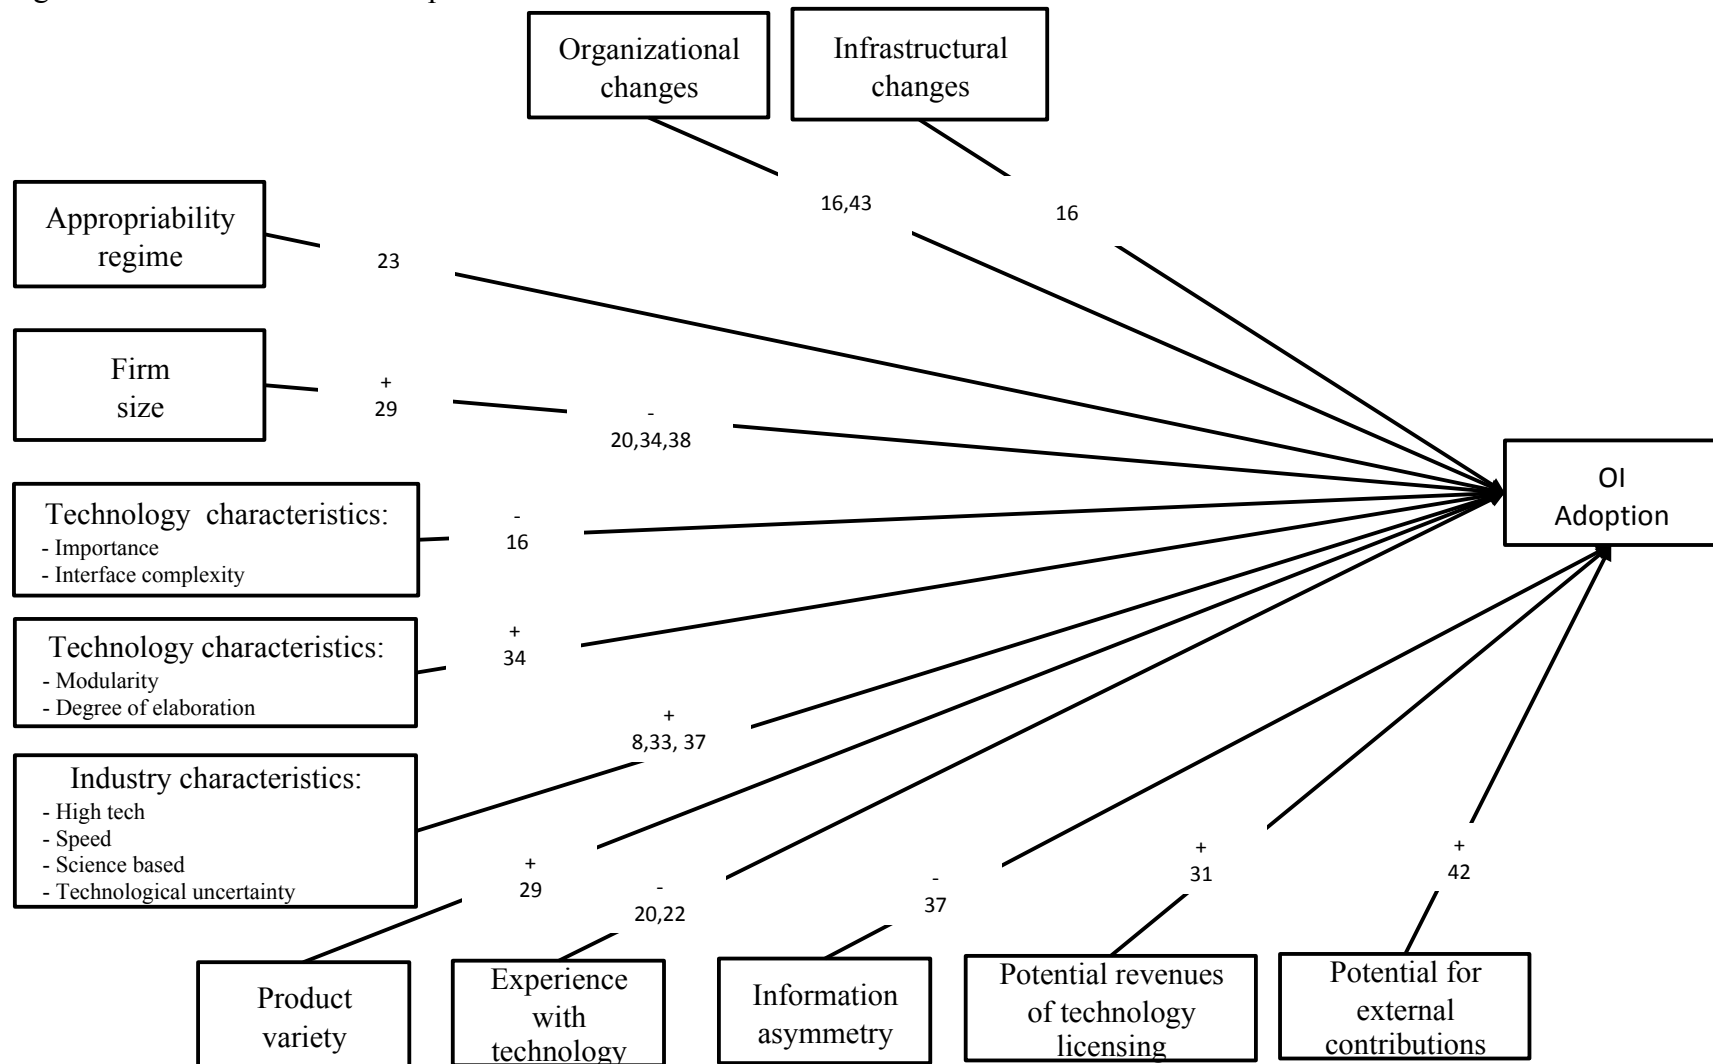 Organizational
changes
Infrastructural
changes
16,43
16
Appropriability
regime
23
Firm
size
+
29
-
20,34,38
OI
Adoption
Technology characteristics:
- Importance
- Interface complexity
-
16
Technology characteristics:
- Modularity
- Degree of elaboration
+
34
Industry characteristics:
- High tech
- Speed
- Science based
- Technological uncertainty
+
8,33, 37
+
29
-
20,22
-
37
+
31
+
42
Product
variety
Experience
with
technology
Information
asymmetry
Potential revenues
of technology
licensing
Potential for
external
contributions